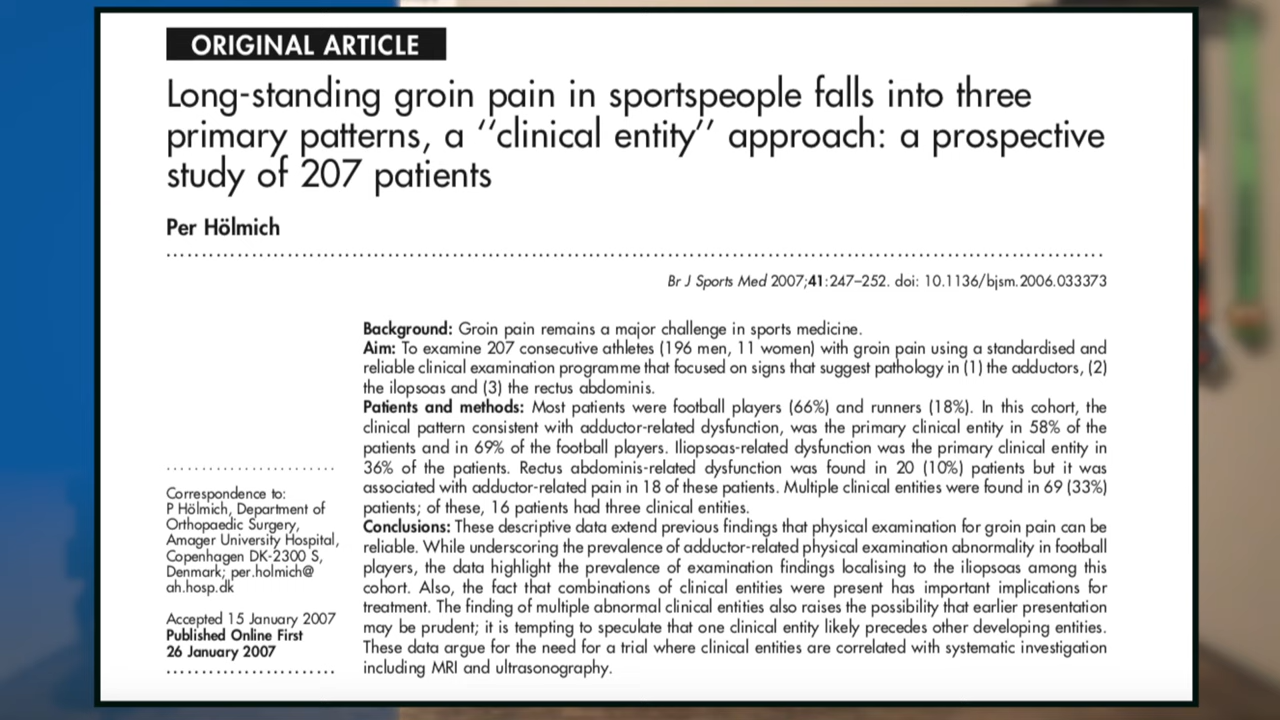 ORIGINAL ARTICLE
Long-standing groin pain in sportspeople falls into three
primary patterns, a ‘‘clinical entity’’ approach: a prospective
study of 207 patients
Per Hölmich
Br J Sports Med 2007;41:247–252. doi: 10.1136/bjsm.2006.033373
Correspondence to:
P Hölmich, Department of
Orthopaedic Surgery,
Amager University Hospital,
Copenhagen DK-2300 S,
Denmark; per.holmich@
ah.hosp.dk
Accepted 15 January 2007
Published Online First
26 January 2007
Background: Groin pain remains a major challenge in sports medicine.
Aim: To examine 207 consecutive athletes (196 men, 11 women) with groin pain using a standardised and
reliable clinical examination programme that focused on signs that suggest pathology in (1) the adductors, (2)
the ilopsoas and (3) the rectus abdominis.
Patients and methods: Most patients were football players (66%) and runners (18%). In this cohort, the
clinical pattern consistent with adductor-related dysfunction, was the primary clinical entity in 58% of the
patients and in 69% of the football players. Iliopsoas-related dysfunction was the primary clinical entity in
36% of the patients. Rectus abdominis-related dysfunction was found in 20 (10%) patients but it was
associated with adductor-related pain in 18 of these patients. Multiple clinical entities were found in 69 (33%)
patients; of these, 16 patients had three clinical entities.
Conclusions: These descriptive data extend previous findings that physical examination for groin pain can be
reliable. While underscoring the prevalence of adductor-related physical examination abnormality in football
players, the data highlight the prevalence of examination findings localising to the iliopsoas among this
cohort. Also, the fact that combinations of clinical entities were present has important implications for
treatment. The finding of multiple abnormal clinical entities also raises the possibility that earlier presentation
may be prudent; it is tempting to speculate that one clinical entity likely precedes other developing entities.
These data argue for the need for a trial where clinical entities are correlated with systematic investigation
including MRI and ultrasonography.